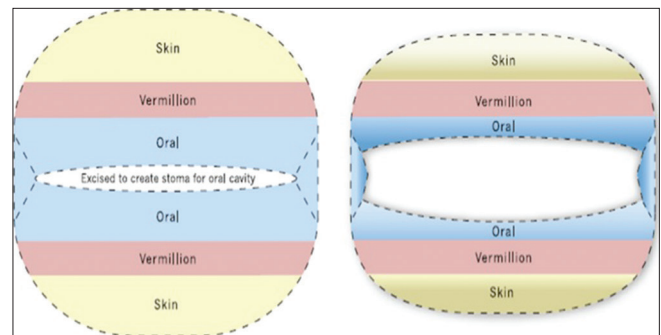 Skin
Vermillion
Oral
Excised to create stoma for oral cavity
Oral
Vermillion
Skin
Skin
Vermillion
Oral
Oral
Vermillion
Skin